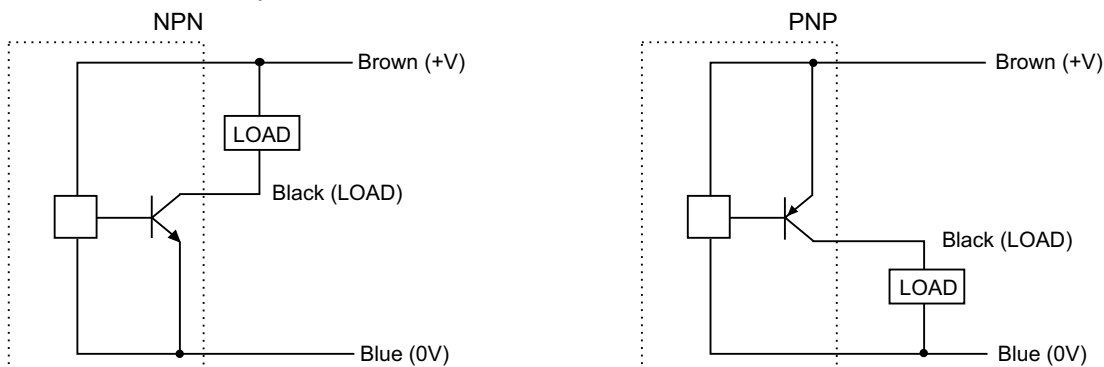 NPN
Brown (+V)
LOAD
Black (LOAD)
Blue (0V)
PNP
Brown (+V)
Black (LOAD)
LOAD
Blue (0V)